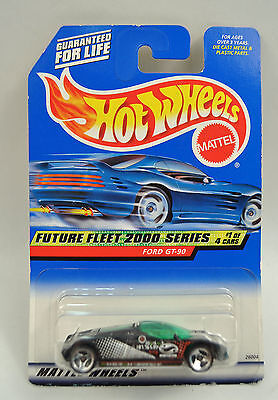 GUARANTEED
FOR LIFE
FOR AGES
OVER 3 YEARS
DIE CAST METAL &
PLASTIC PARTS.
HOT WHEELS
MATTEL
FUTURE FLEET 2000 SERIES
#1 OF
4 CARS
FORD GT-90
MATTEL WHEELS